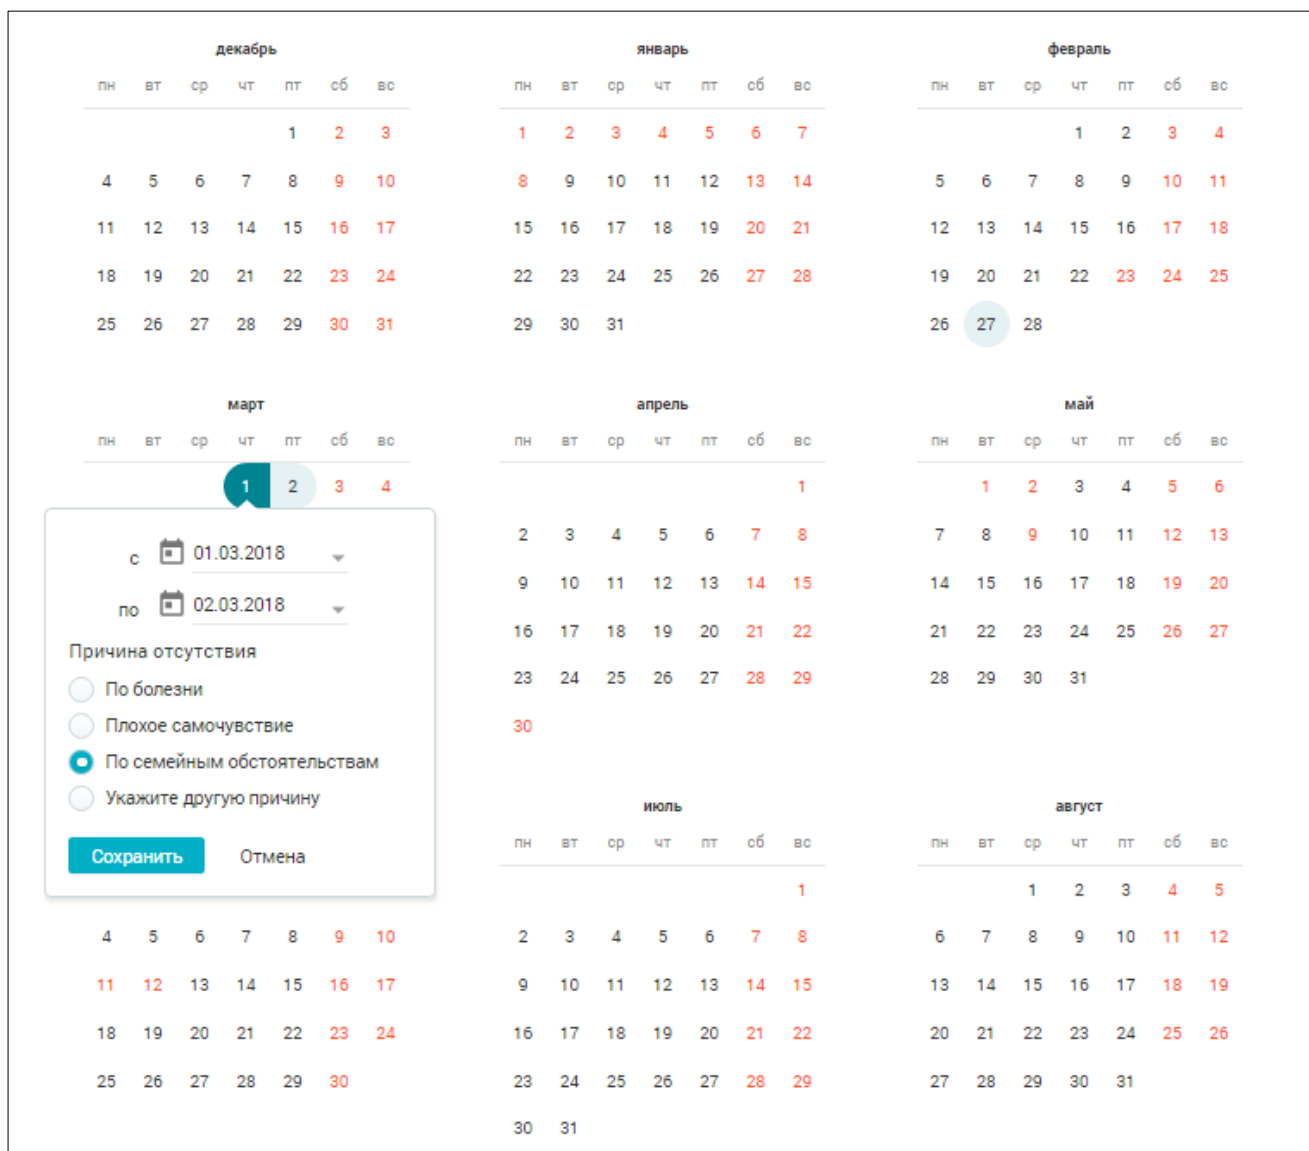 декабрь январь февраль
пн вт ср чт пт сб вс пн вт ср чт пт сб вс пн вт ср чт пт сб вс
1 2 3 1 2 3 4 5 6 7 1 2 3 4
4 5 6 7 8 9 10 8 9 10 11 12 13 14 5 6 7 8 9 10 11
11 12 13 14 15 16 17 15 16 17 18 19 20 21 12 13 14 15 16 17 18
18 19 20 21 22 23 24 22 23 24 25 26 27 28 19 20 21 22 23 24 25
25 26 27 28 29 30 31 29 30 31 26 27 28
март апрель май
пн вт ср чт пт сб вс пн вт ср чт пт сб вс пн вт ср чт пт сб вс
1 2 3 4 1 1 2 3 4 5 6
2 3 4 5 6 7 8 7 8 9 10 11 12 13
с 01.03.2018
9 10 11 12 13 14 15 14 15 16 17 18 19 20
по 02.03.2018
16 17 18 19 20 21 22 21 22 23 24 25 26 27
Причина отсутствия
23 24 25 26 27 28 29 28 29 30 31
По болезни
Плохое самочувствие
30
По семейным обстоятельствам
Укажите другую причину
июль август
пн вт ср чт пт сб вс пн вт ср чт пт сб вс
Сохранить Отмена
1 1 2 3 4 5
4 5 6 7 8 9 10 2 3 4 5 6 7 8 6 7 8 9 10 11 12
11 12 13 14 15 16 17 9 10 11 12 13 14 15 13 14 15 16 17 18 19
18 19 20 21 22 23 24 16 17 18 19 20 21 22 20 21 22 23 24 25 26
25 26 27 28 29 30 23 24 25 26 27 28 29 27 28 29 30 31
30 31